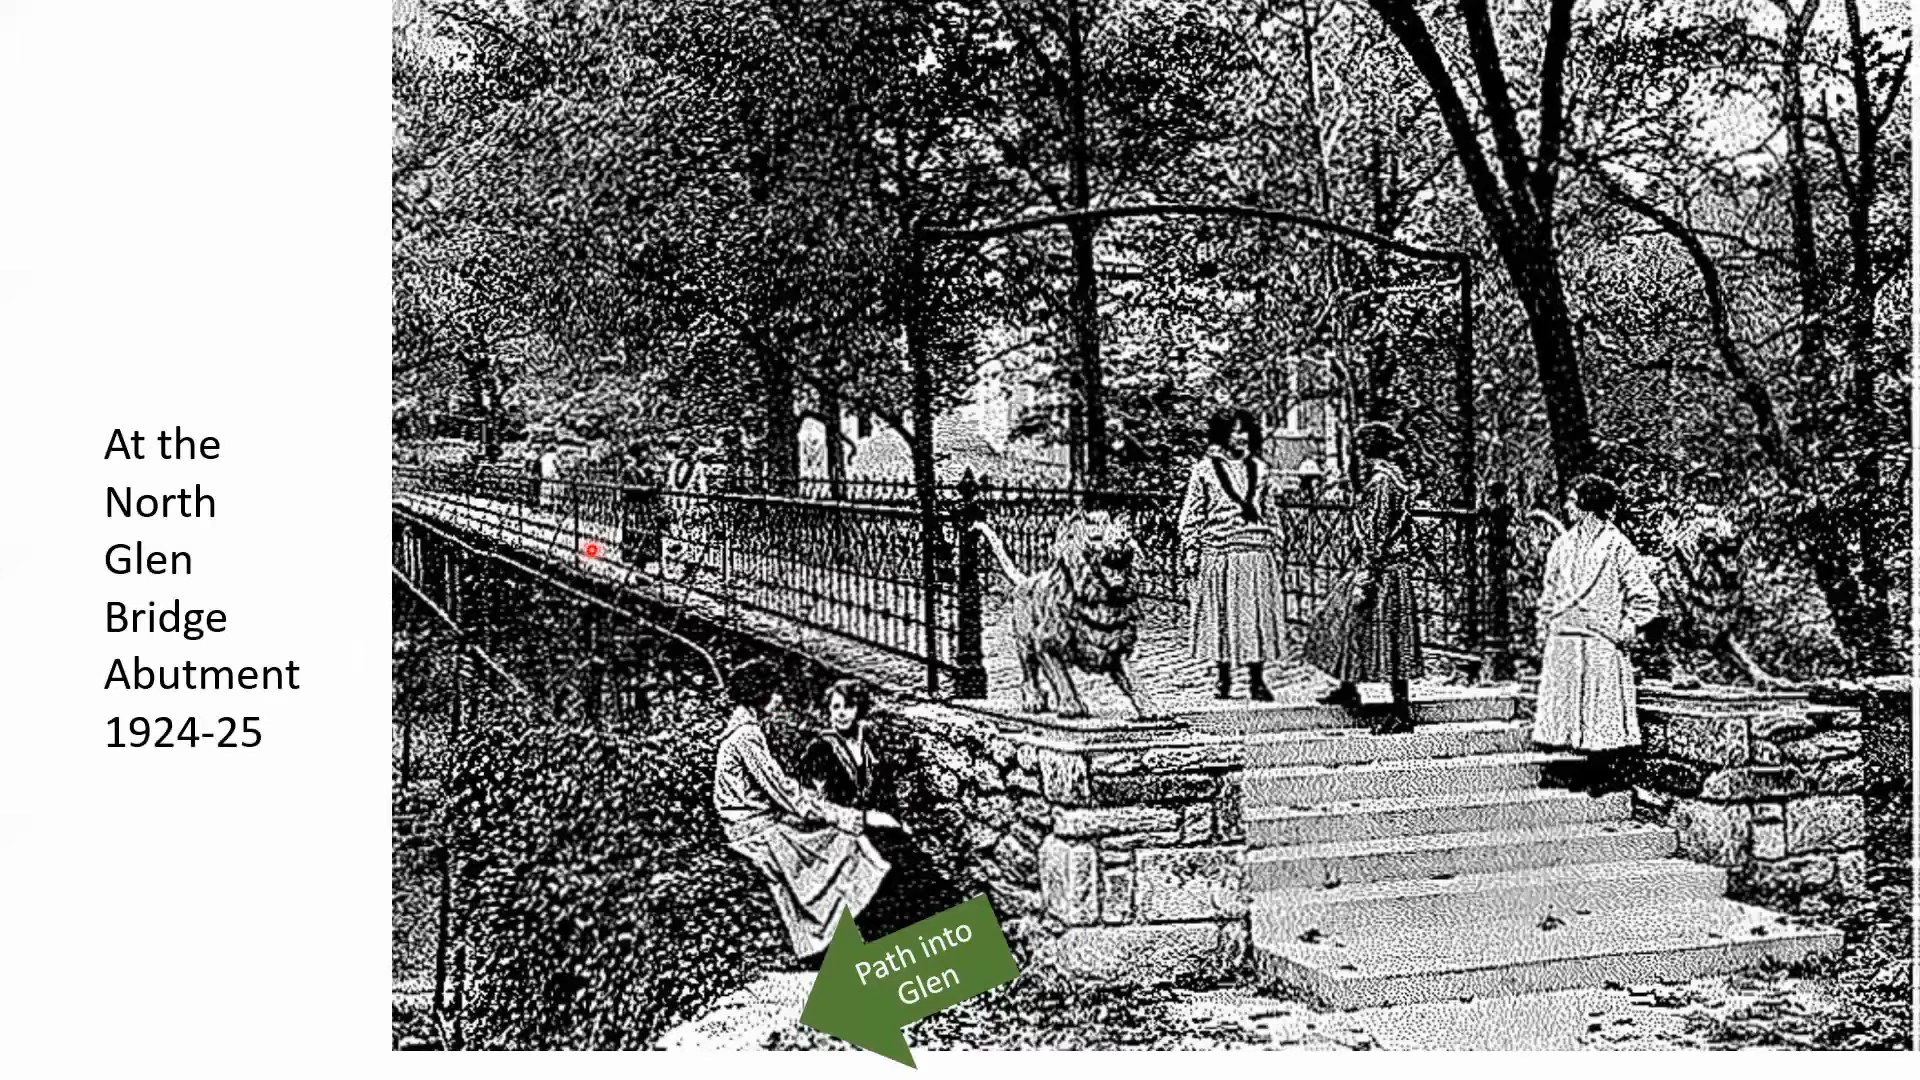 At the
North
Glen
Bridge
Abutment
1924-25
Path into
Glen